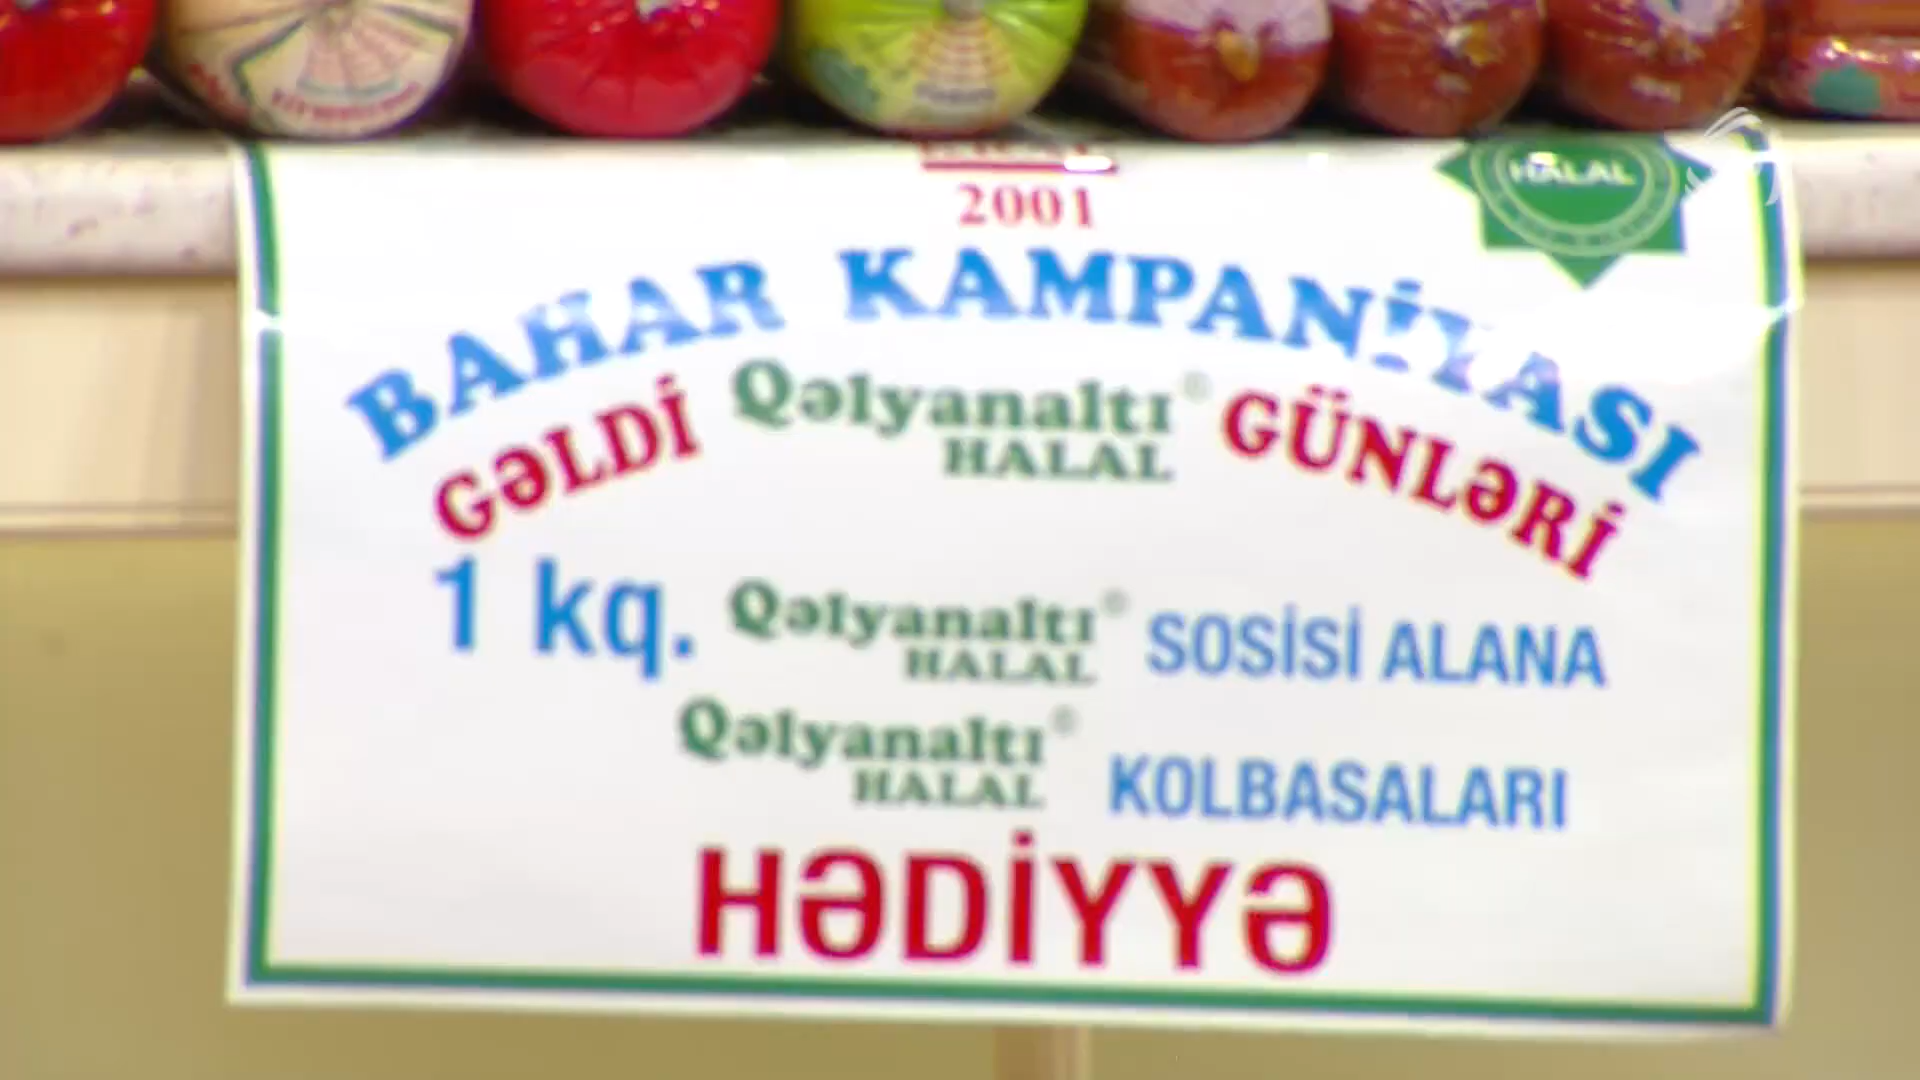 2001
HALAL
BAHAR KAMPANİYASI
GƏLDİ Qəlyanaltı HALAL GÜNLƏRİ
1 kq. Qəlyanaltı HALAL SOSİSİ ALANA
Qəlyanaltı HALAL KOLBASALARI
HƏDİYYƏ